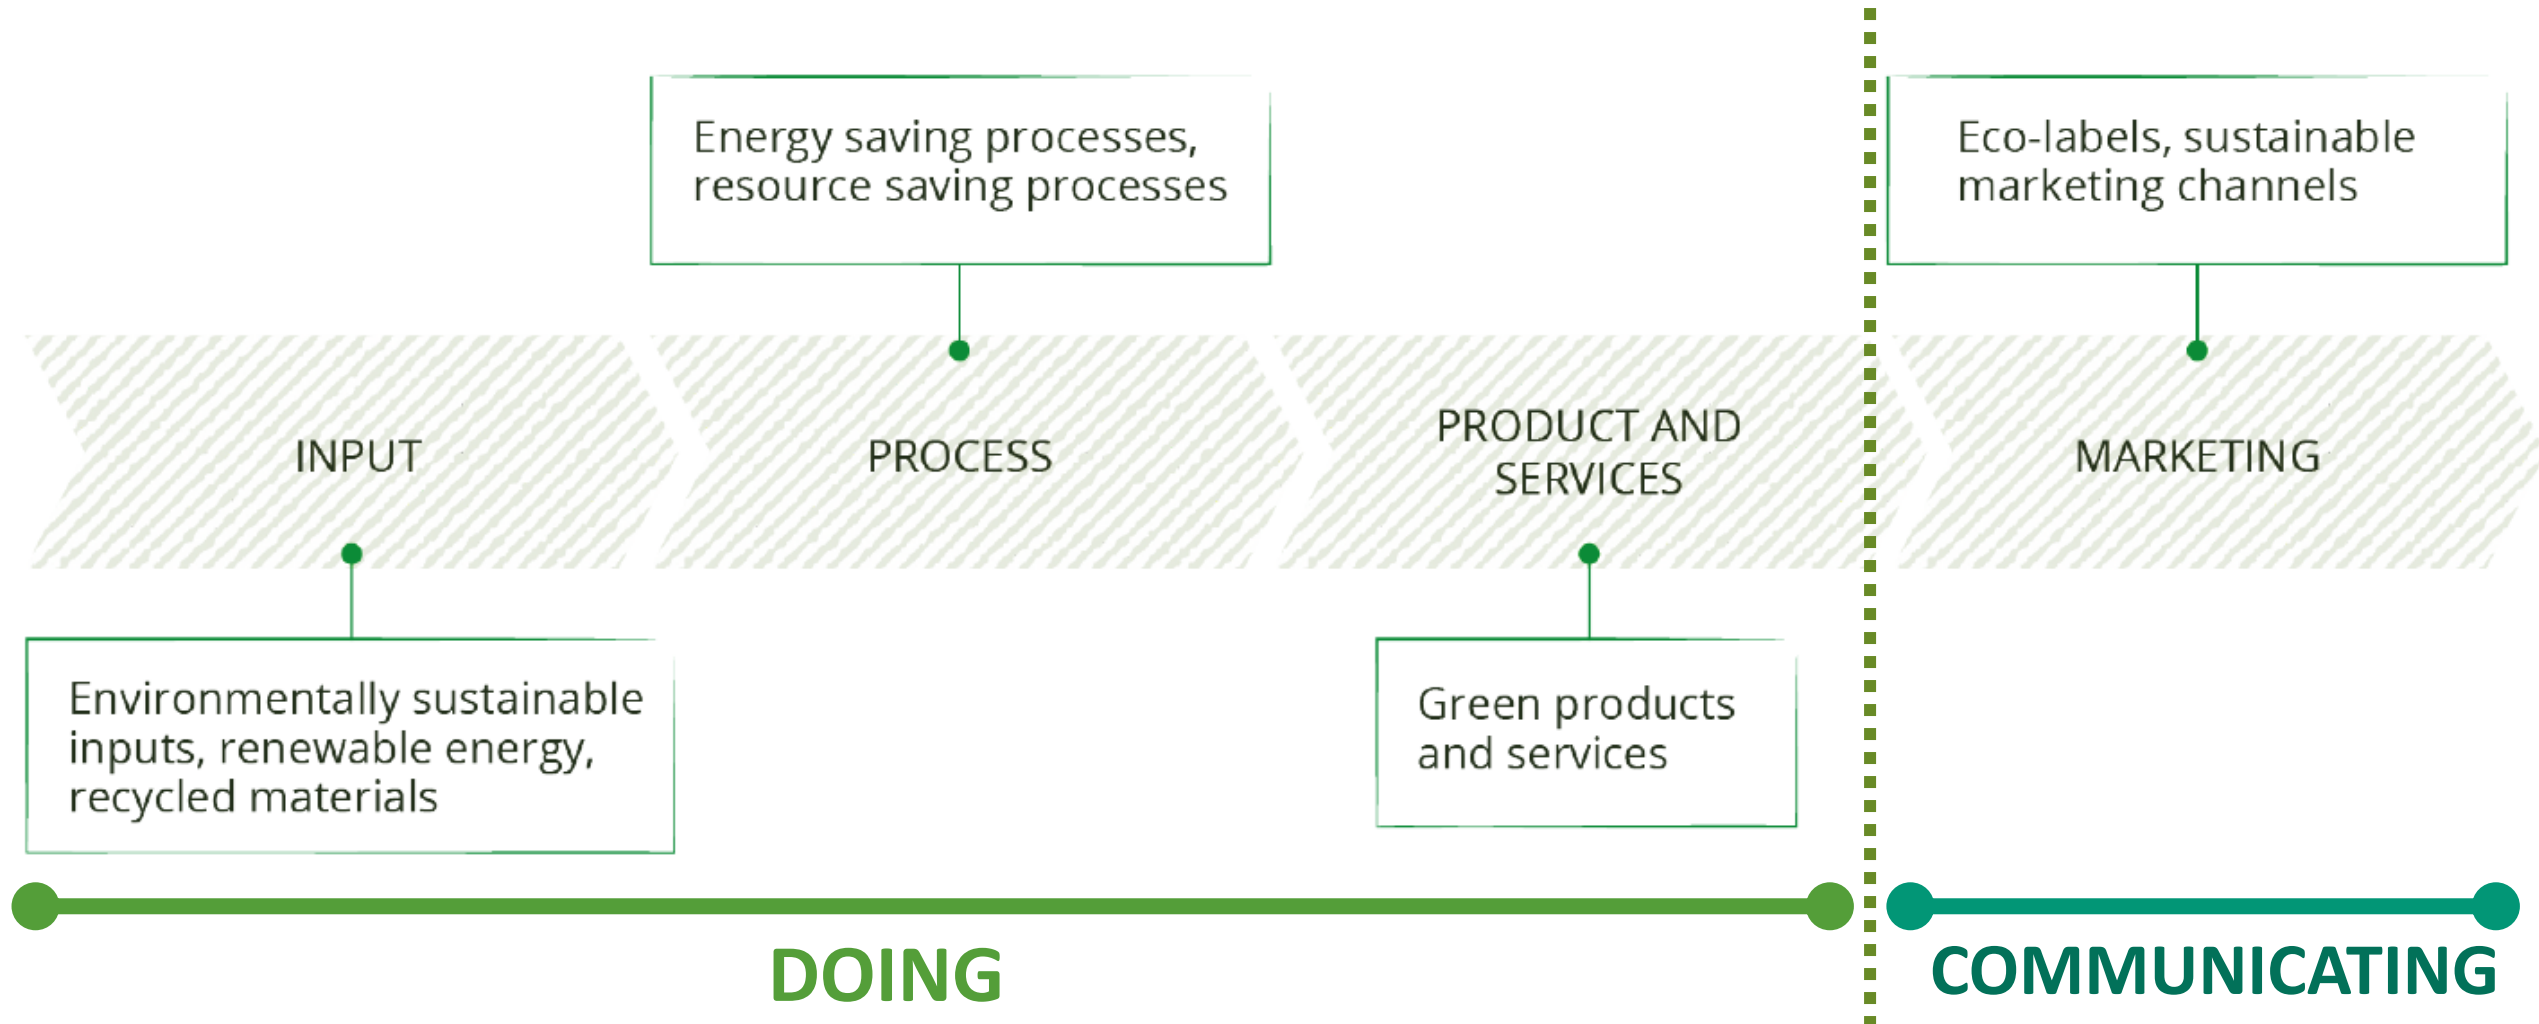 Energy saving processes,
resource saving processes
Eco-labels, sustainable
marketing channels
INPUT
PROCESS
PRODUCT AND
SERVICES
MARKETING
Environmentally sustainable
inputs, renewable energy,
recycled materials
Green products
and services
DOING
COMMUNICATING